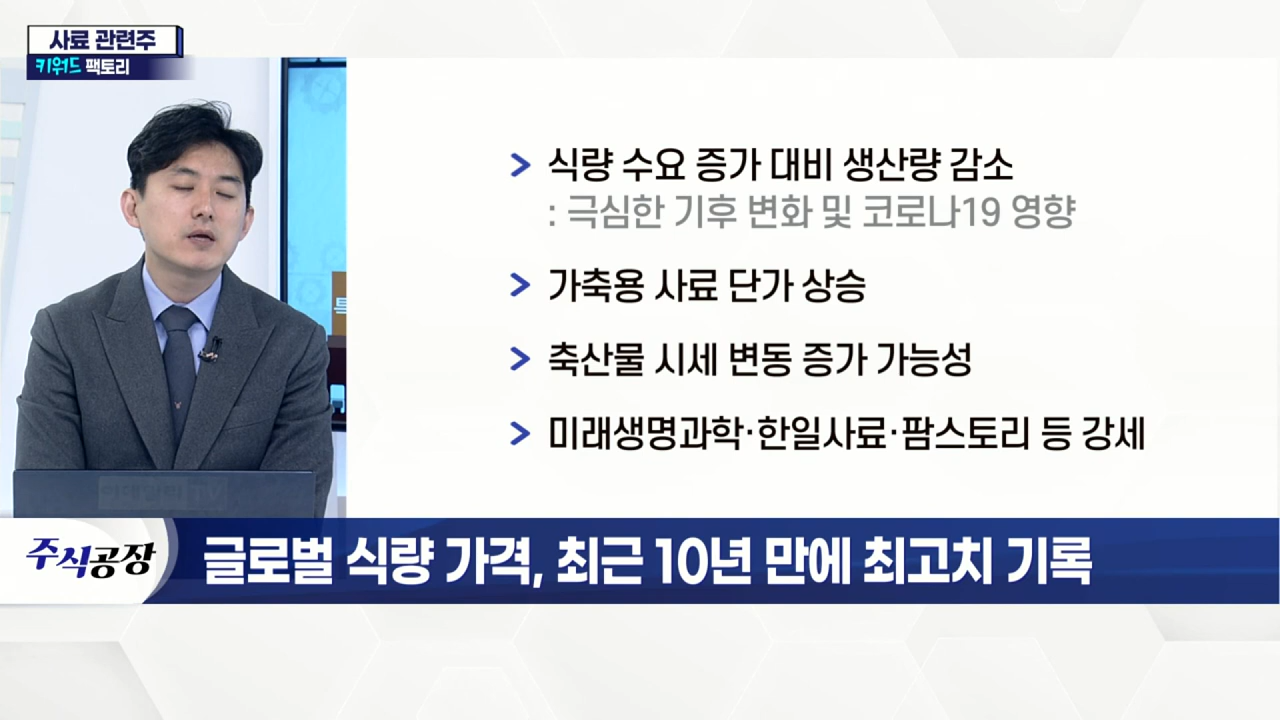 사료 관련주
키워드 팩토리
> 식량 수요 증가 대비 생산량 감소
: 극심한 기후 변화 및 코로나19 영향
> 가축용 사료 단가 상승
> 축산물 시세 변동 증가 가능성
> 미래생명과학·한일사료·팜스토리 등 강세
이데일리 TV
주식공장
글로벌 식량 가격, 최근 10년 만에 최고치 기록